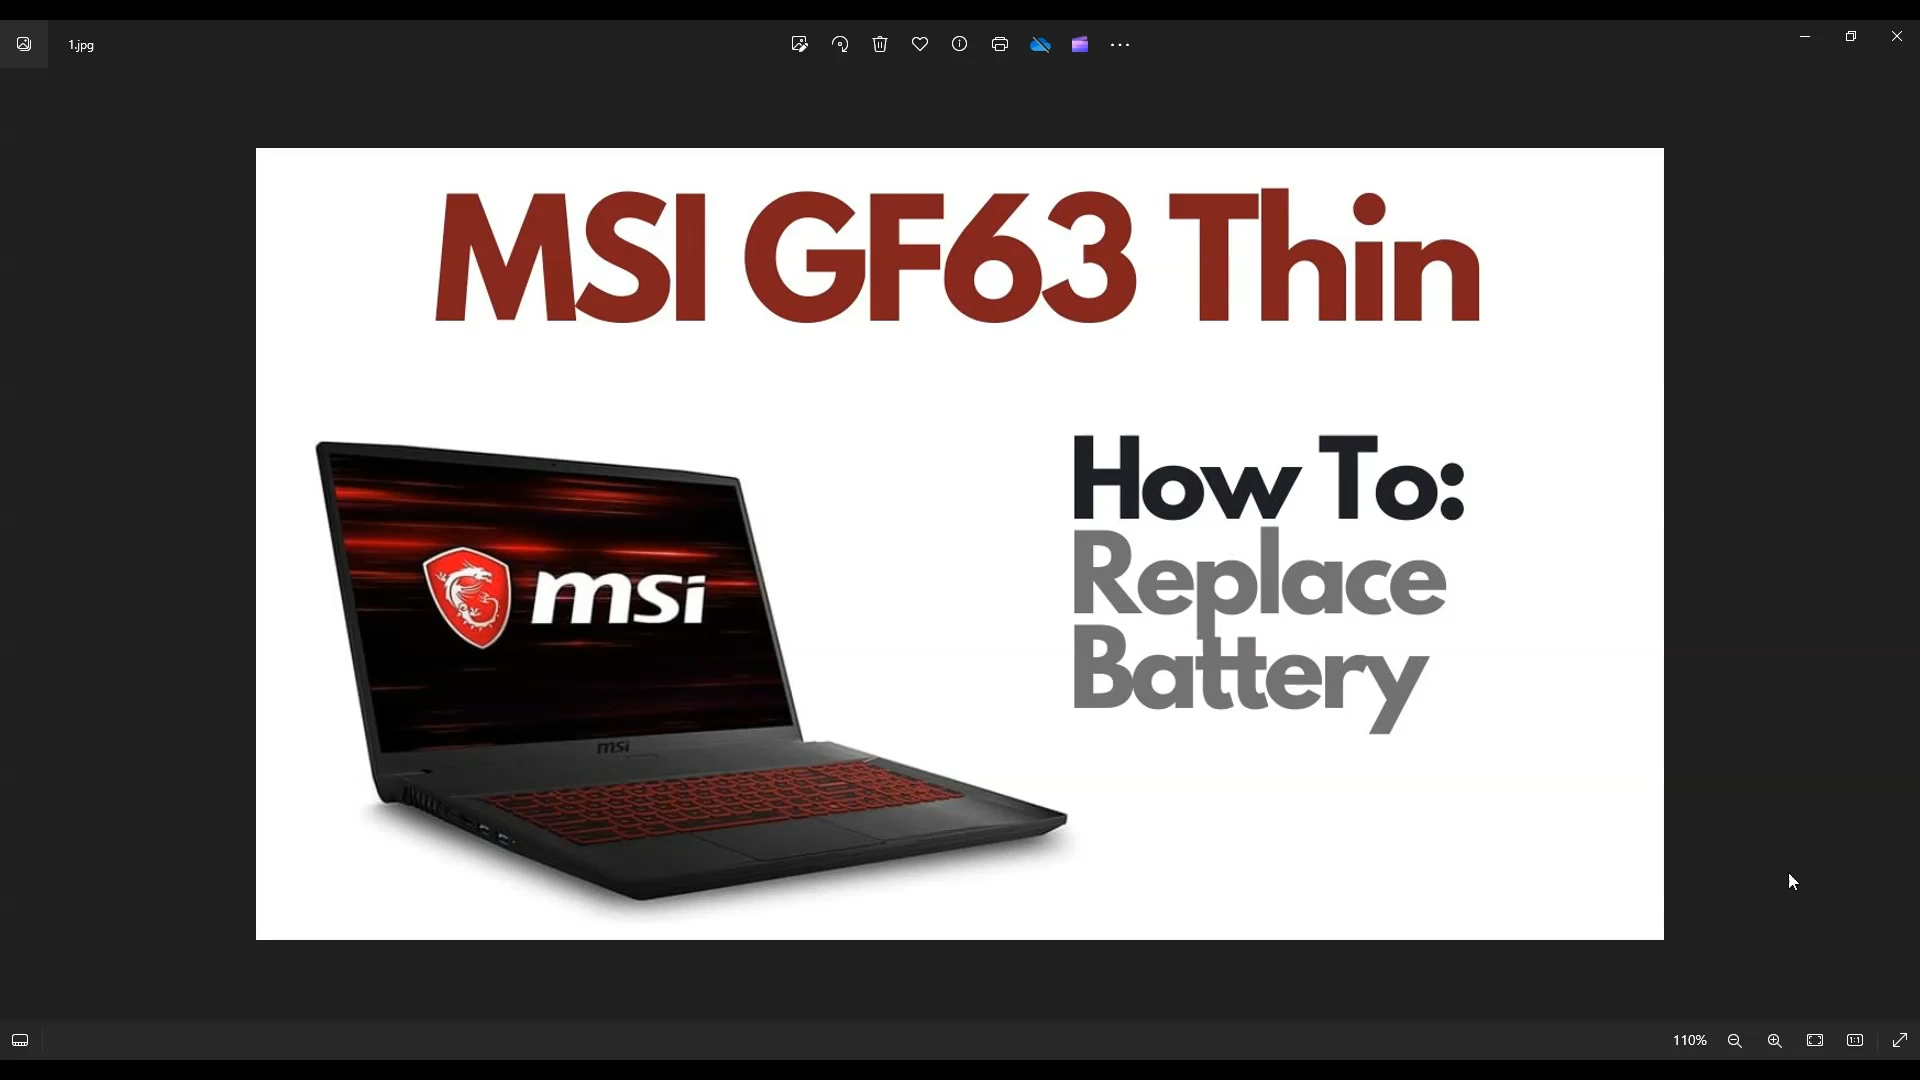 1.jpg
MSI GF63 Thin
How To:
Replace
Battery
msi
msi
110%